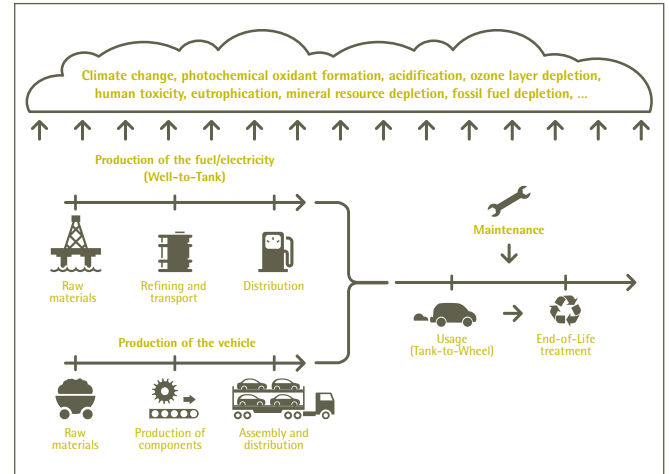 Climate change, photochemical oxidant formation, acidification, ozone layer depletion,
human toxicity, eutrophication, mineral resource depletion, fossil fuel depletion, ...
Production of the fuel/electricity
(Well-to-Tank)
Raw
materials
Refining and
transport
Distribution
Maintenance
Usage
(Tank-to-Wheel)
End-of-Life
treatment
Production of the vehicle
Raw
materials
Production of
components
Assembly and
distribution